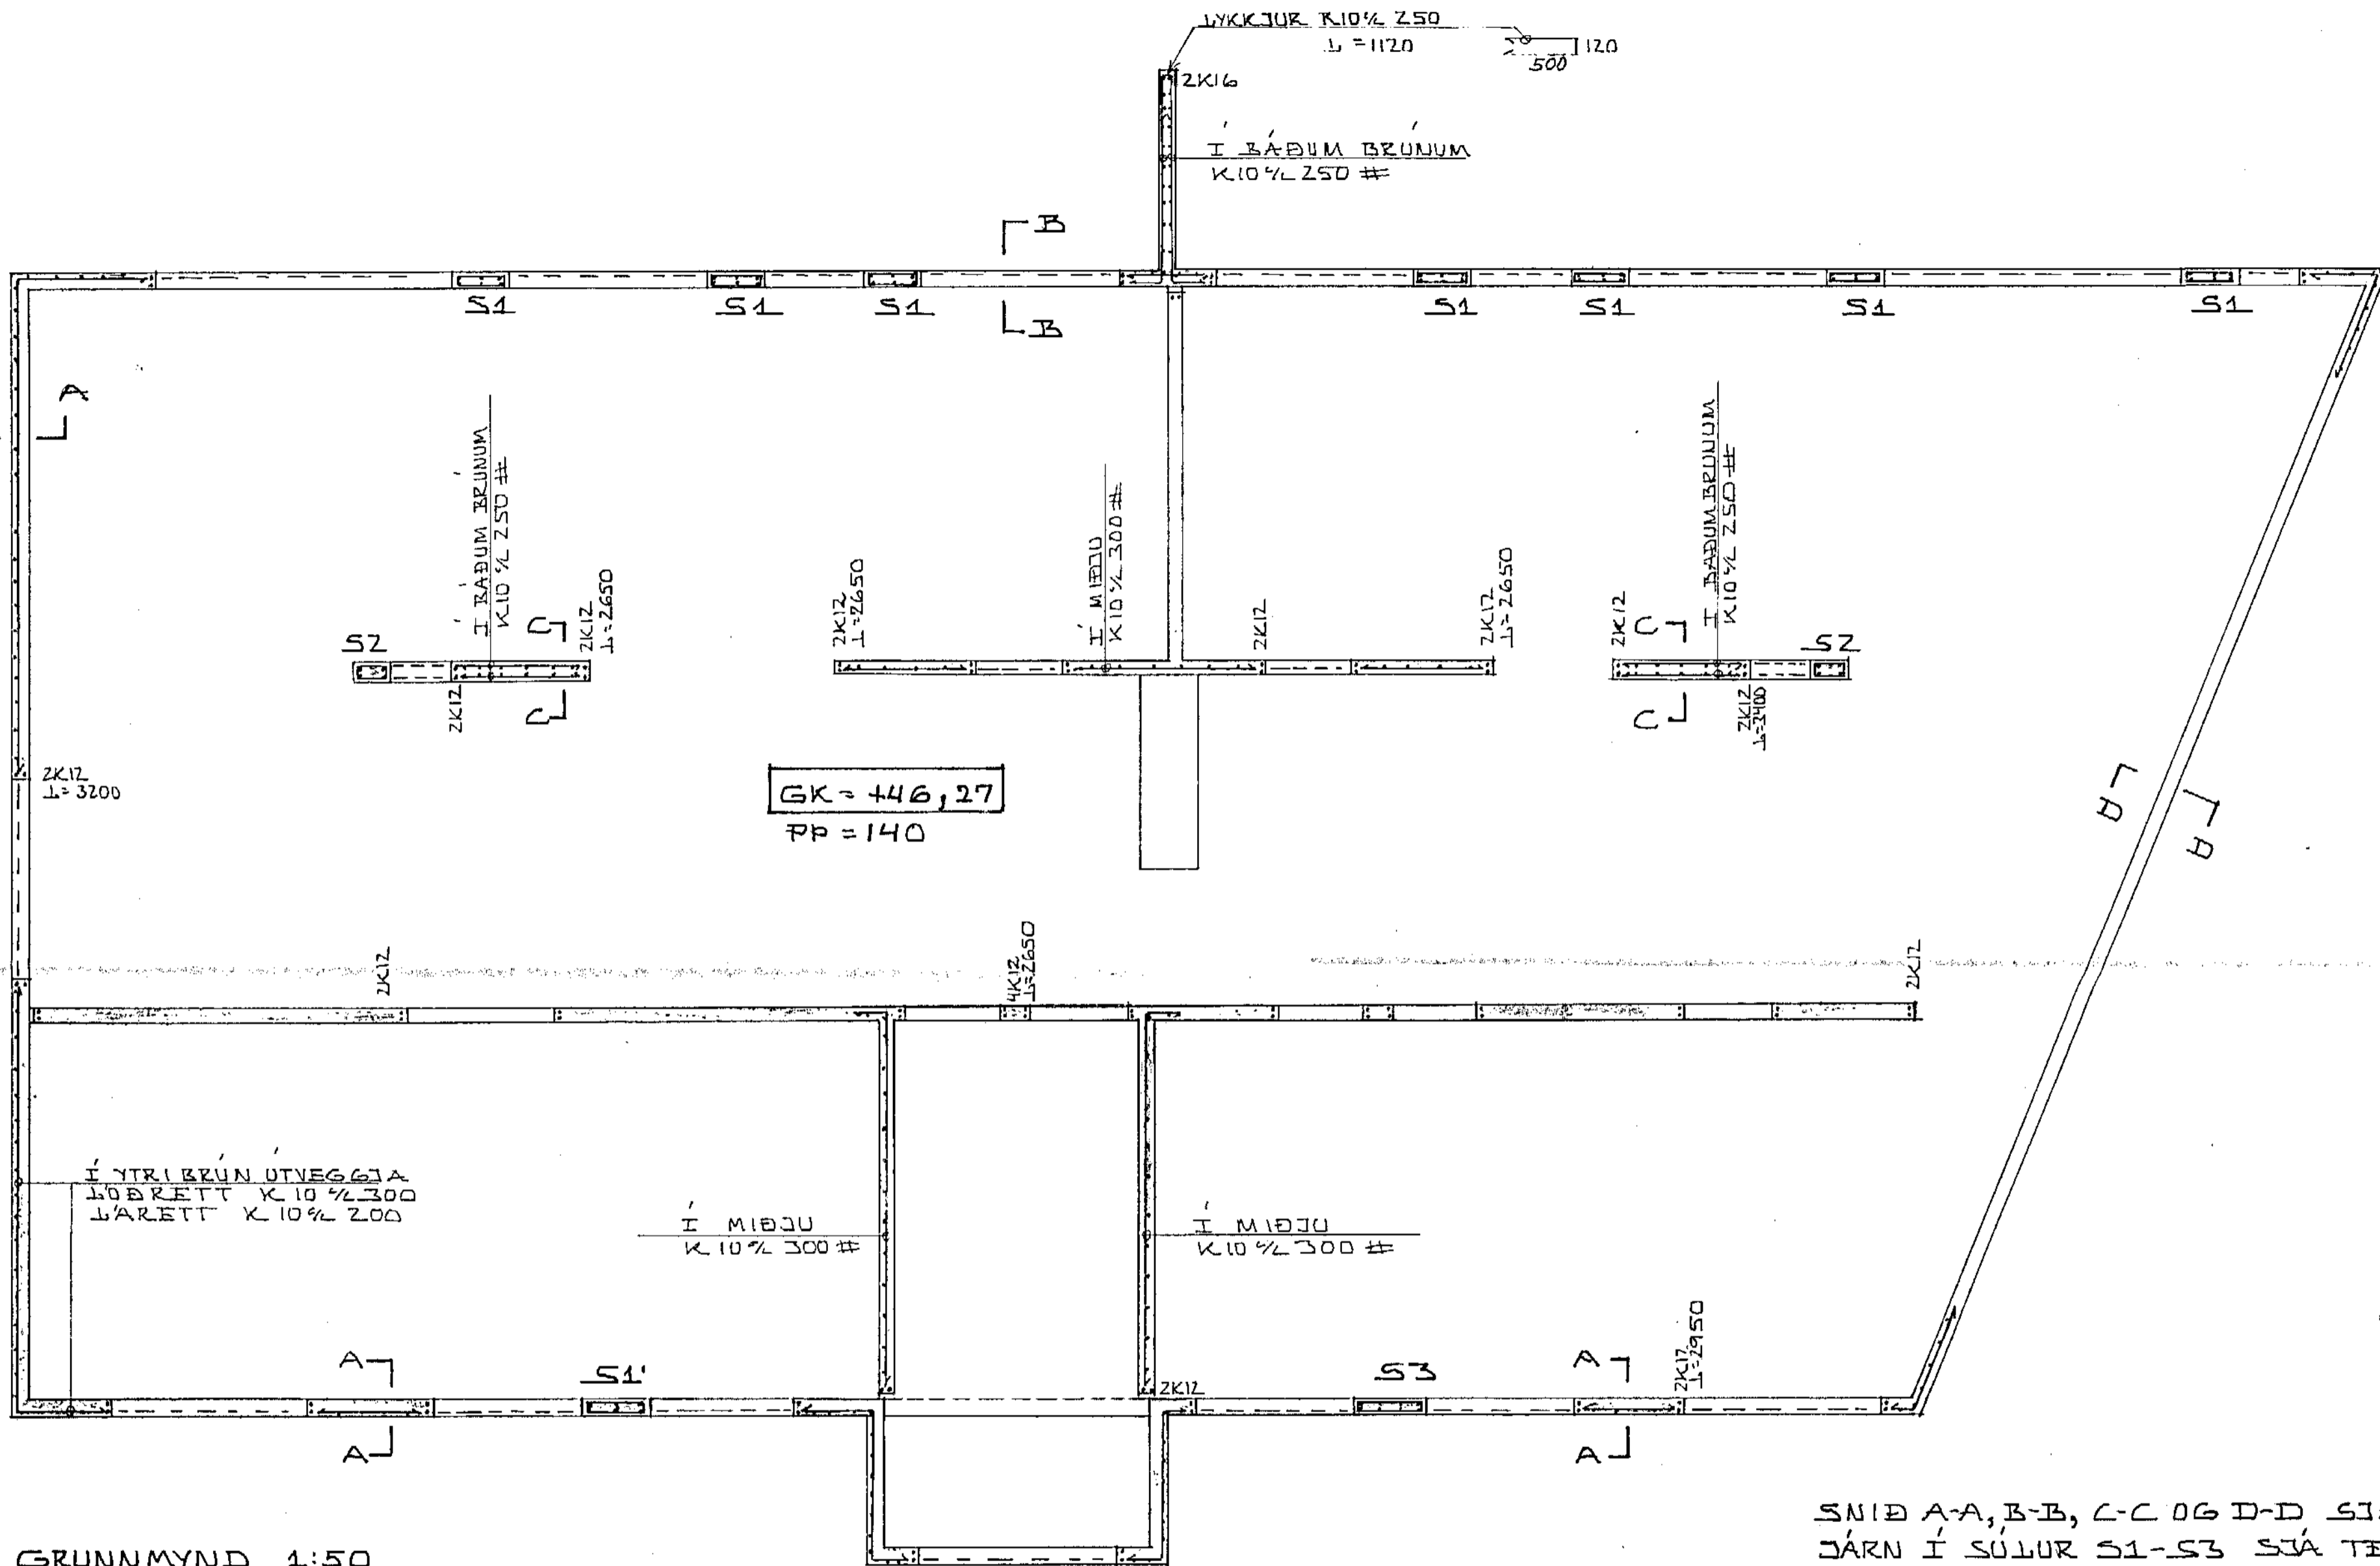 LYKKJUR K10 % 250
L = 1120
120
500
2K16
Í BÁÐUM BRÚNUM
K10 % 250 #
B
B
S1
S1
S1
S1
S1
S1
S1
A
Í BÁÐUM BRÚNUM
K10 % 250 #
C
C
2K12
L=2650
S2
2K12
2K12
L=2650
Í MIÐJU
K10 % 300 #
2K12
2K12
L=2650
2K12
C
C
Í BÁÐUM BRÚNUM
K10 % 250 #
S2
2K12
L=3400
2K12
L=3200
GK = +46,27
PP = 140
A
A
2K12
4K12
L=2650
2K12
Í YTRI BRÚN ÚTVEGGJA
LÓÐRÉTT K10 % 300
LÁRÉTT K10 % 200
Í MIÐJU
K10 % 300 #
Í MIÐJU
K10 % 300 #
A
S1'
2K12
S3
A
2K12
L=2950
A
A
SNIÐ A-A, B-B, C-C OG D-D
JÁRN Í SÚLUR S1-S3 SJÁ
GRUNNMYND 1:50